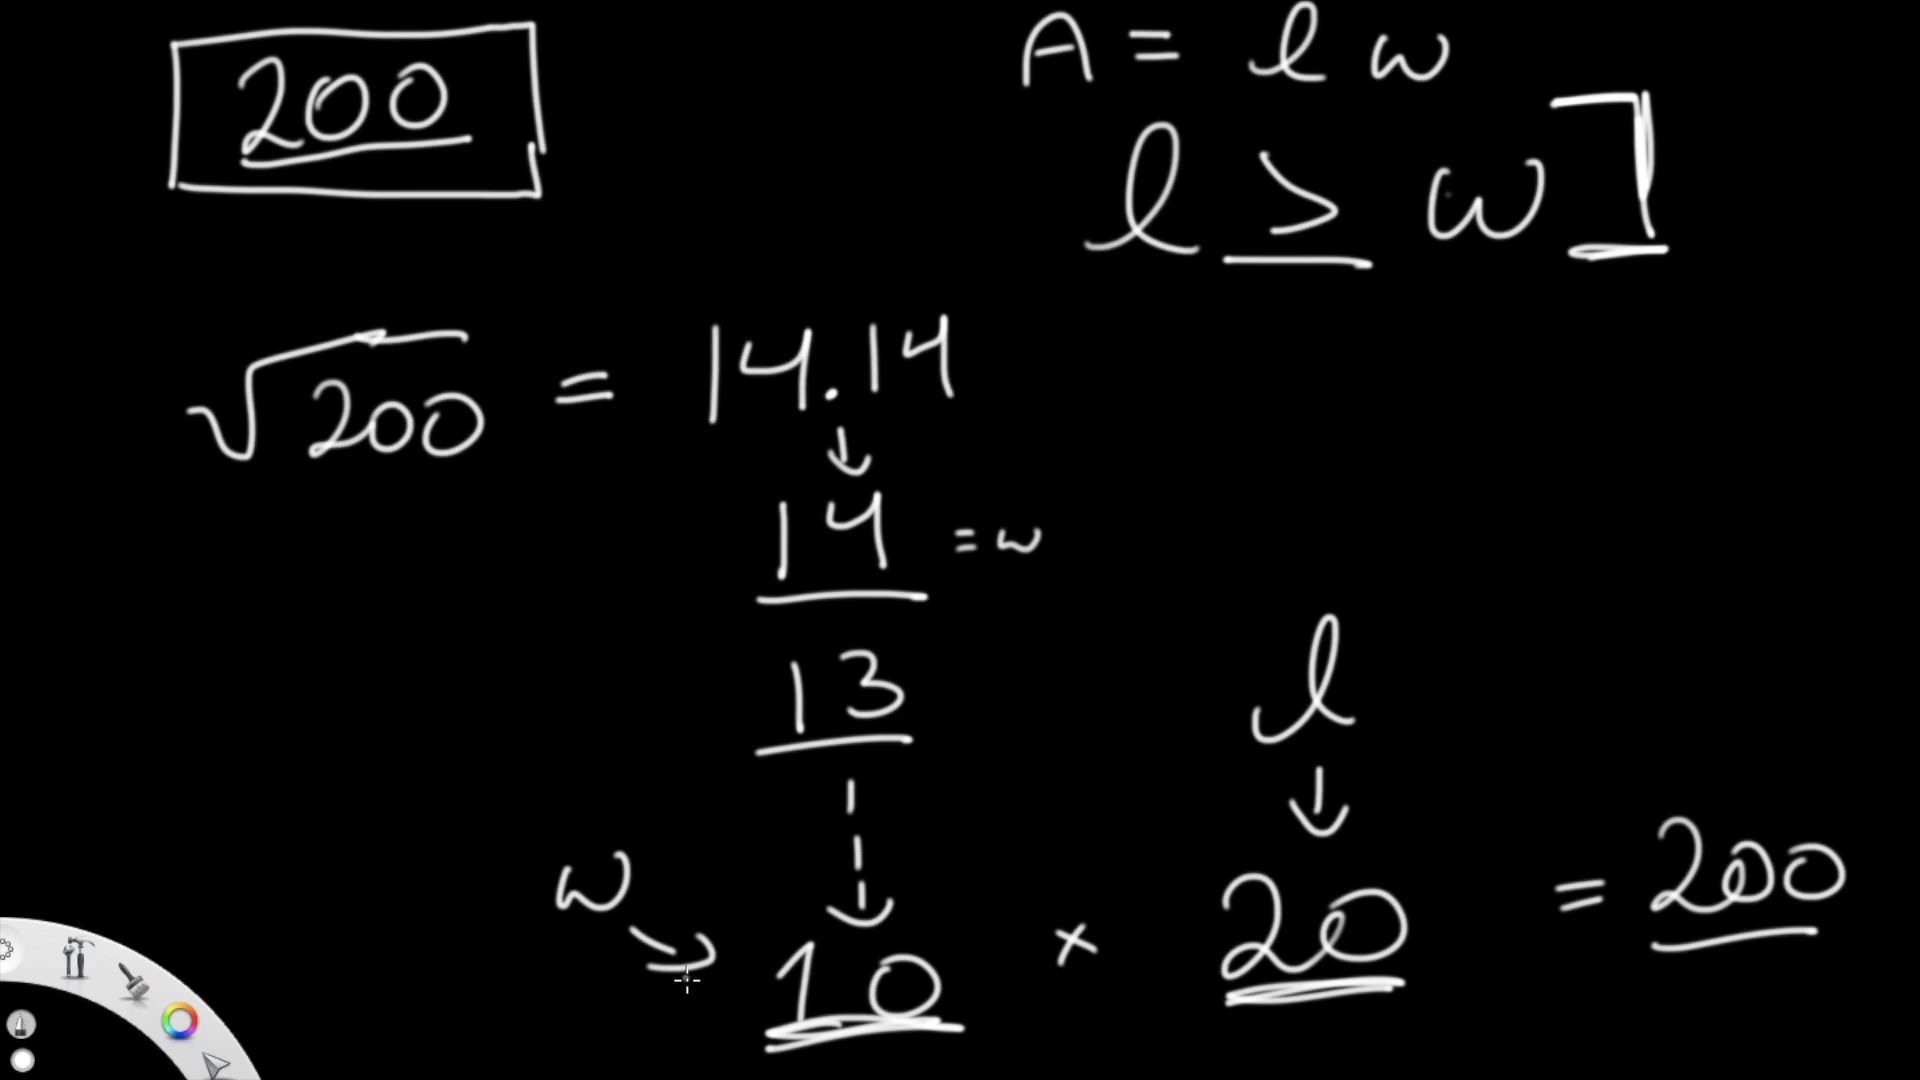 200
A = l w
l ≥ w
√200 = 14.14
↓
14 = w
13
l
↓
w
10 × 20 = 200